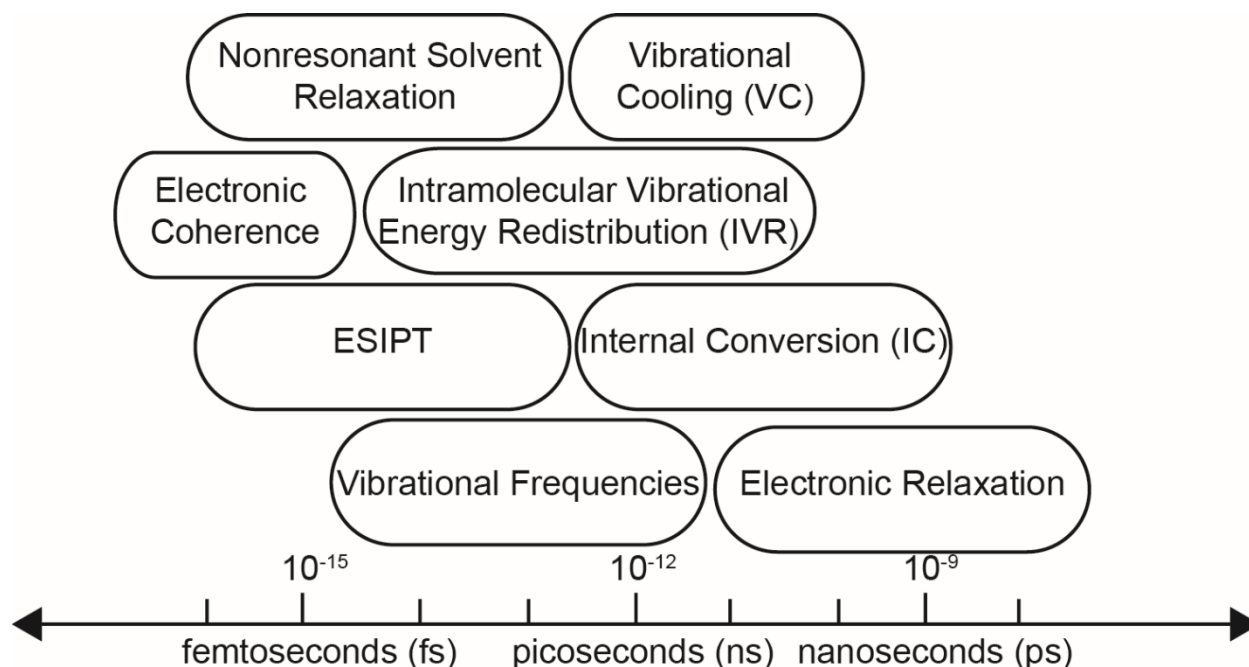 Nonresonant Solvent
Relaxation
Vibrational
Cooling (VC)
Electronic
Coherence
Intramolecular Vibrational
Energy Redistribution (IVR)
ESIPT
Internal Conversion (IC)
Vibrational Frequencies
Electronic Relaxation
10⁻¹⁵
10⁻¹²
10⁻⁹
femtoseconds (fs)
picoseconds (ns)
nanoseconds (ps)